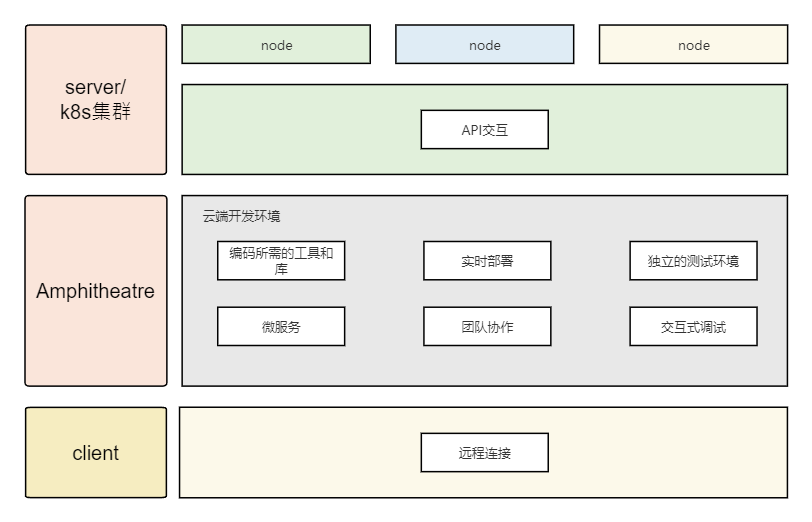 server/
k8s集群
node
node
node
API交互
Amphitheatre
云端开发环境
编码所需的工具和
库
实时部署
独立的测试环境
微服务
团队协作
交互式调试
client
远程连接